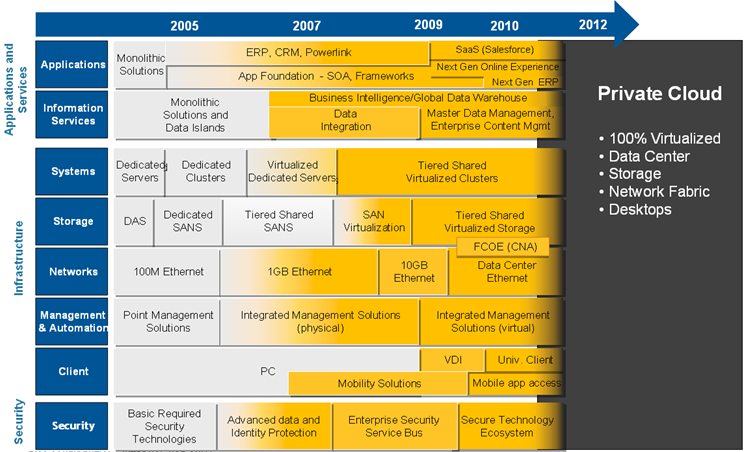 2005
2007
2009
2010
2012
Applications and
Services
Applications
Monolithic
Solutions
ERP, CRM, Powerlink
App Foundation - SOA, Frameworks
SaaS (Salesforce)
Next Gen Online Experience
Next Gen ERP
Information
Services
Monolithic
Solutions and
Data Islands
Business Intelligence/Global Data Warehouse
Data
Integration
Master Data Management,
Enterprise Content Mgmt
Infrastructure
Systems
Dedicated
Servers
Dedicated
Clusters
Virtualized
Dedicated Servers
Tiered Shared
Virtualized Clusters
Storage
DAS
Dedicated
SANS
Tiered Shared
SANS
SAN
Virtualization
Tiered Shared
Virtualized Storage
FCOE (CNA)
Networks
100M Ethernet
1GB Ethernet
10GB
Ethernet
Data Center
Ethernet
Management
& Automation
Point Management
Solutions
Integrated Management Solutions
(physical)
Integrated Management
Solutions (virtual)
Client
PC
Mobility Solutions
VDI
Univ. Client
Mobile app access
Security
Security
Basic Required
Security
Technologies
Advanced data and
Identity Protection
Enterprise Security
Service Bus
Secure Technology
Ecosystem
Private Cloud
• 100% Virtualized
• Data Center
• Storage
• Network Fabric
• Desktops